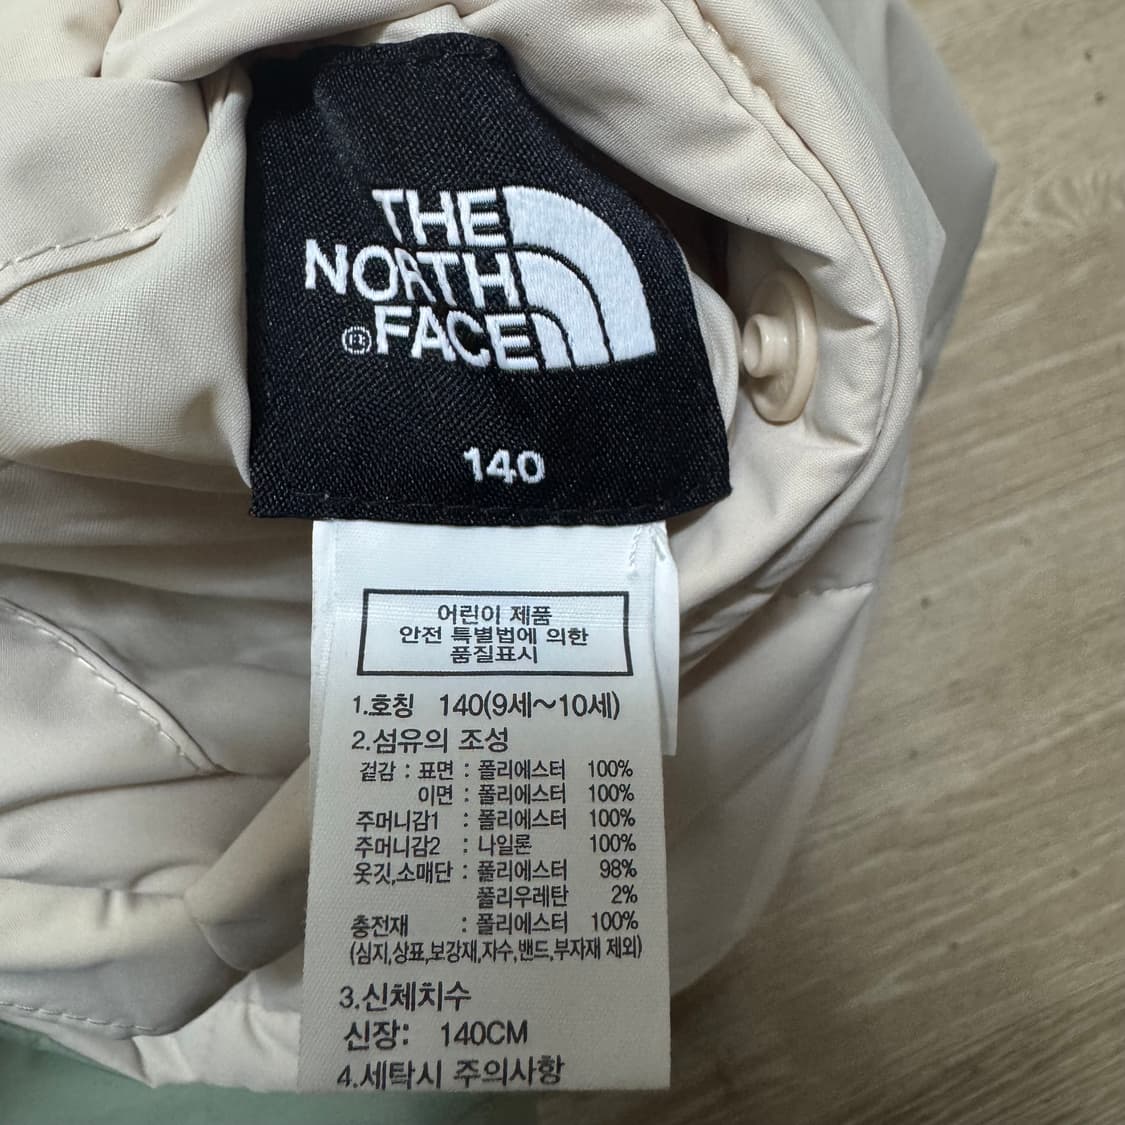 THE
NORTH
FACE
®
140
어린이 제품
안전 특별법에 의한
품질표시
1.호칭 140(9세~10세)
2.섬유의 조성
겉감 : 표면 : 폴리에스터 100%
이면 : 폴리에스터 100%
주머니감1 : 폴리에스터 100%
주머니감2 : 나일론 100%
옷깃,소매단 : 폴리에스터 98%
폴리우레탄 2%
충전재 : 폴리에스터 100%
(심지,상표,보강재,자수,밴드,부자재 제외)
3.신체치수
신장: 140CM
4.세탁시 주의사항